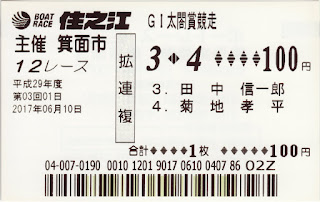 BOAT RACE 住之江 GⅠ太閤賞競走
主催 箕面市
12レース
平成29年度
第03回01日
2017年06月10日
拡連複
3↔4 ◆◆◆◆100円
3. 田中信一郎
4. 菊地孝平
合計◆◆◆◆1枚 ◆◆◆◆◆100円
04-007-0190 0010 1201 9017 0610 0407 86 02Z